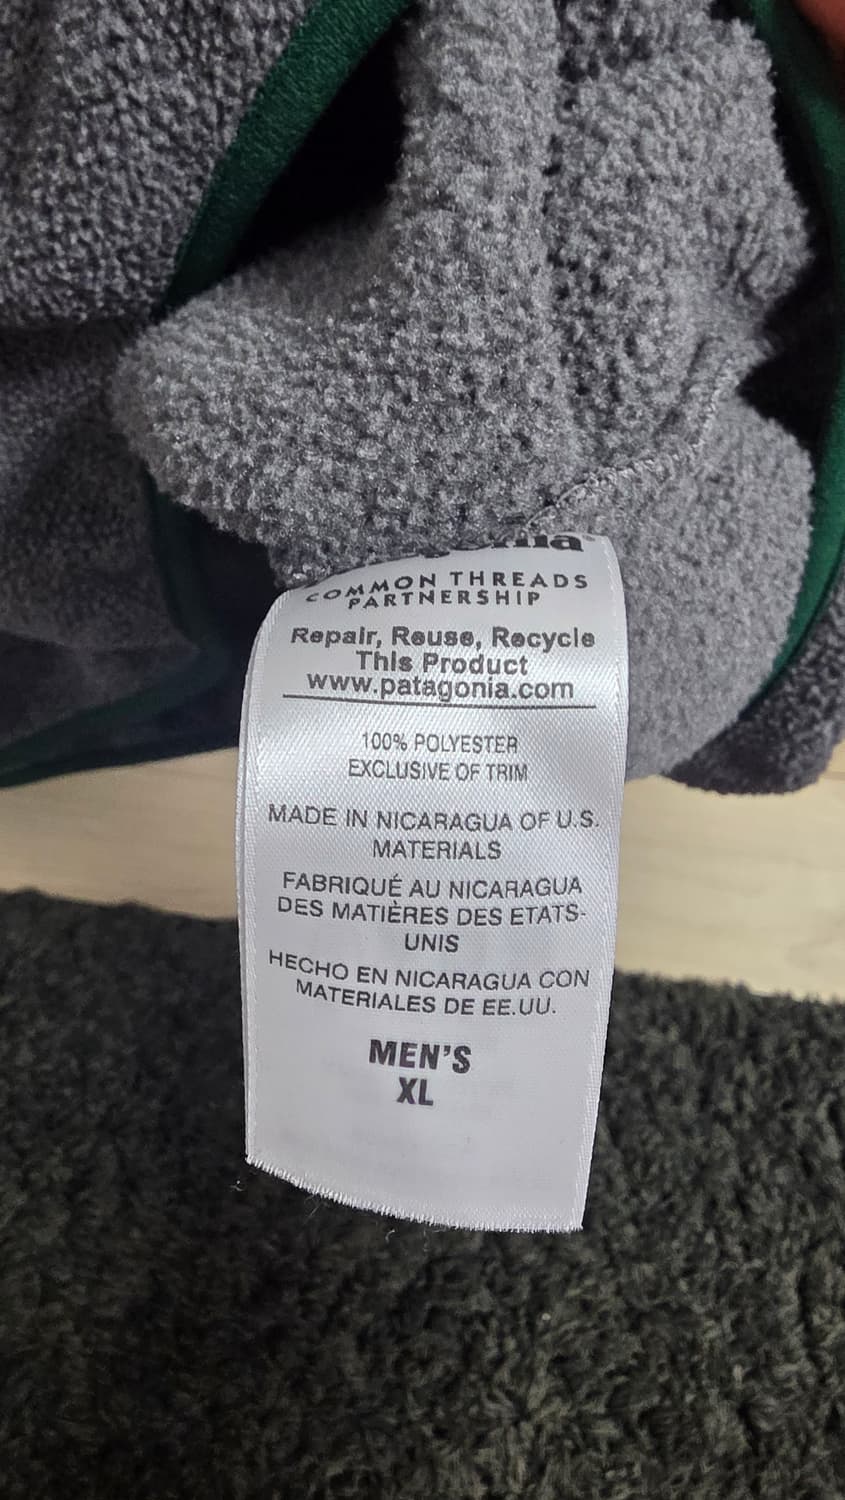 COMMON THREADS
PARTNERSHIP
Repair, Reuse, Recycle
This Product
www.patagonia.com
100% POLYESTER
EXCLUSIVE OF TRIM
MADE IN NICARAGUA OF U.S.
MATERIALS
FABRIQUÉ AU NICARAGUA
DES MATIÈRES DES ETATS-
UNIS
HECHO EN NICARAGUA CON
MATERIALES DE EE.UU.
MEN'S
XL